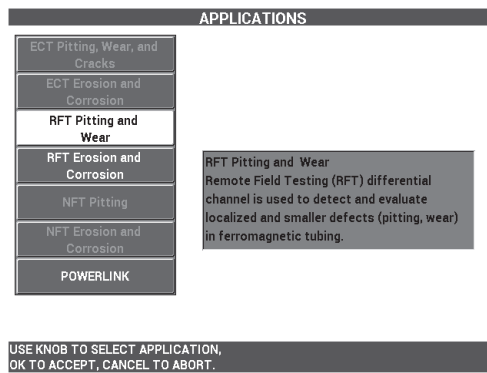 APPLICATIONS
ECT Pitting, Wear, and
Cracks
ECT Erosion and
Corrosion
RFT Pitting and
Wear
RFT Erosion and
Corrosion
NFT Pitting
NFT Erosion and
Corrosion
POWERLINK
RFT Pitting and Wear
Remote Field Testing (RFT) differential
channel is used to detect and evaluate
localized and smaller defects (pitting, wear)
in ferromagnetic tubing.
USE KNOB TO SELECT APPLICATION,
OK TO ACCEPT, CANCEL TO ABORT.